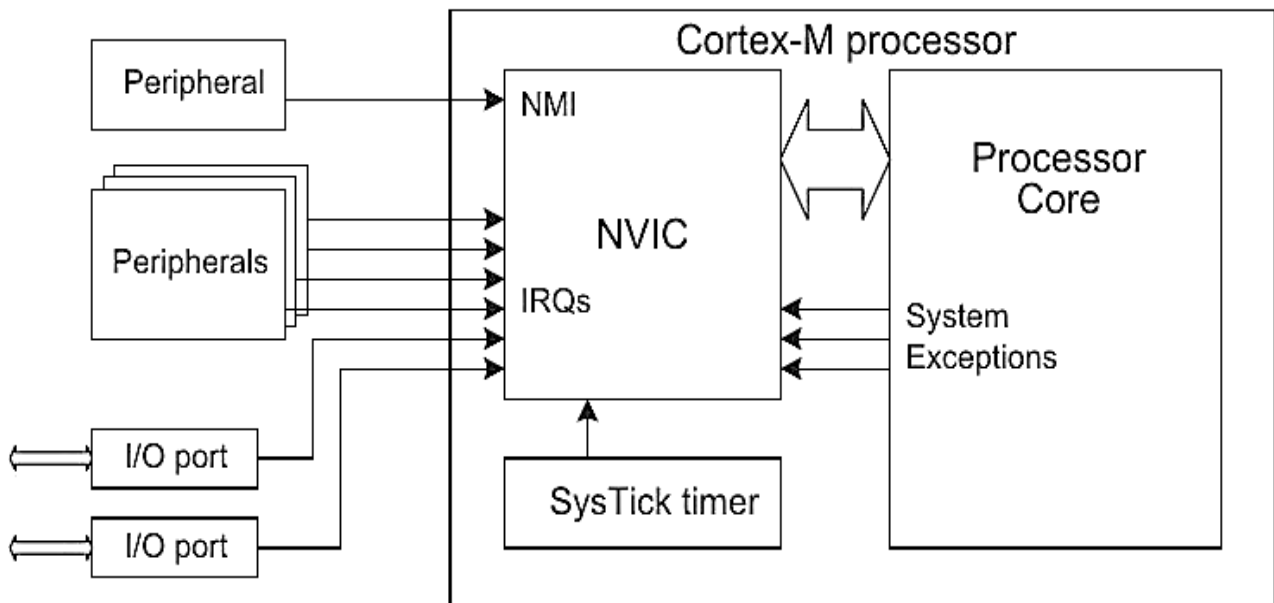 Cortex-M processor
Peripheral
NMI
Processor
Core
NVIC
Peripherals
IRQs
System
Exceptions
I/O port
SysTick timer
I/O port